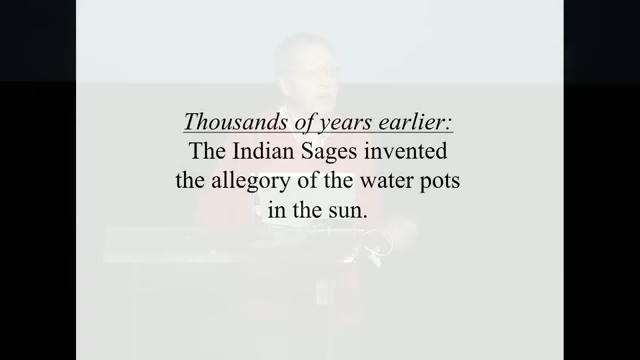 Thousands of years earlier:
The Indian Sages invented
the allegory of the water pots
in the sun.